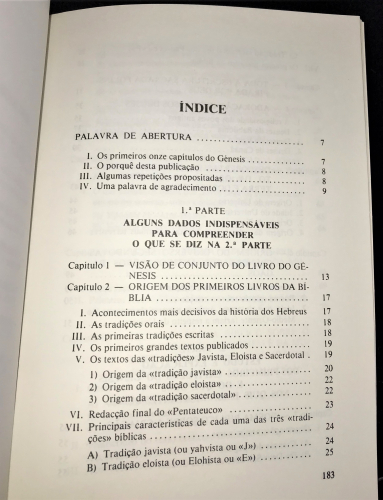 ÍNDICE
PALAVRA DE ABERTURA ........................ 7
I. Os primeiros onze capítulos do Génesis .............. 7
II. O porquê desta publicação ........................ 8
III. Algumas repetições propositadas .................... 8
IV. Uma palavra de agradecimento ..................... 9
1.ª PARTE
ALGUNS DADOS INDISPENSÁVEIS
PARA COMPREENDER
O QUE SE DIZ NA 2.ª PARTE
Capítulo 1 — VISÃO DE CONJUNTO DO LIVRO DO GÉ-
NESIS ........................................ 13
Capítulo 2 — ORIGEM DOS PRIMEIROS LIVROS DA BÍ-
BLIA ........................................ 17
I. Acontecimentos mais decisivos da história dos Hebreus 17
II. As tradições orais ................................ 18
III. As primeiras tradições escritas ..................... 18
IV. Os primeiros grandes textos publicados .............. 19
V. Os textos das «tradições» Javista, Eloista e Sacerdotal . 19
1) Origem da «tradição javista» .................... 20
2) Origem da «tradição eloista» .................... 22
3) Origem da «tradição sacerdotal» ................. 22
VI. Redacção final do «Pentateuco» ................... 23
VII. Principais características de cada uma das três «tradi-
ções» bíblicas .................................. 24
A) Tradição javista (ou yahvista ou «J») ............. 24
B) Tradição eloista (ou Elohista ou «E») ............. 25
183